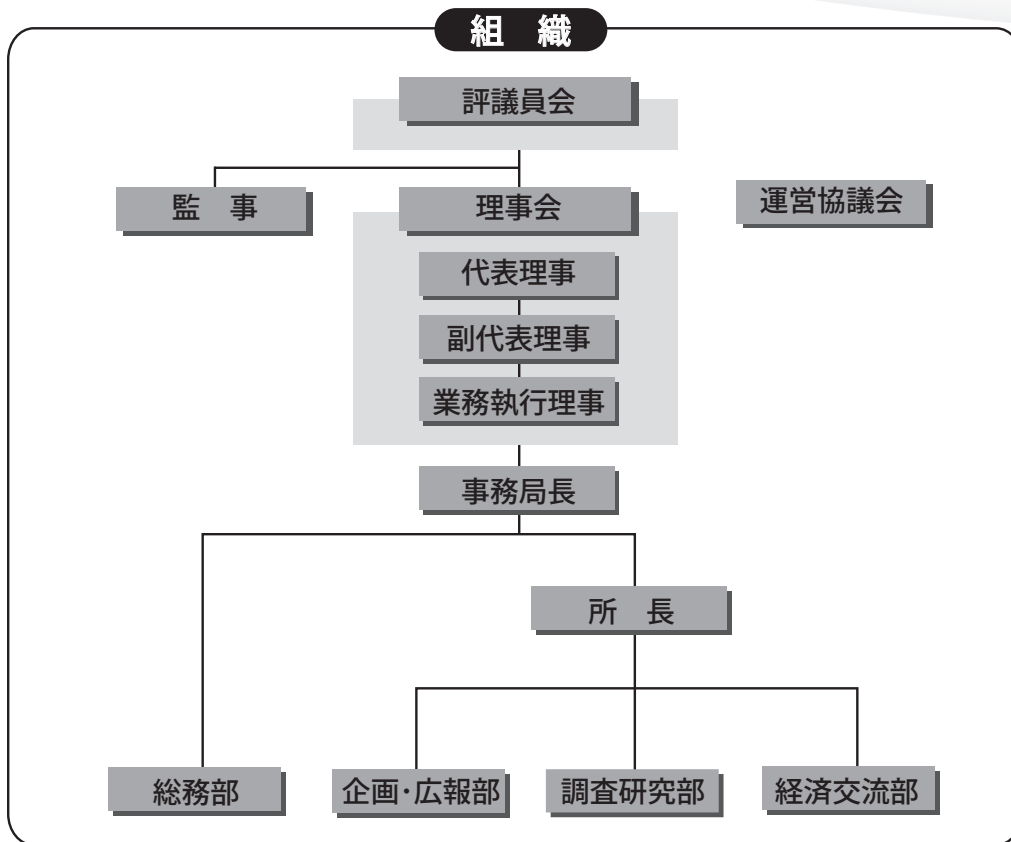 組　織
評議員会
監　事
理事会
運営協議会
代表理事
副代表理事
業務執行理事
事務局長
所　長
総務部
企画･広報部
調査研究部
経済交流部